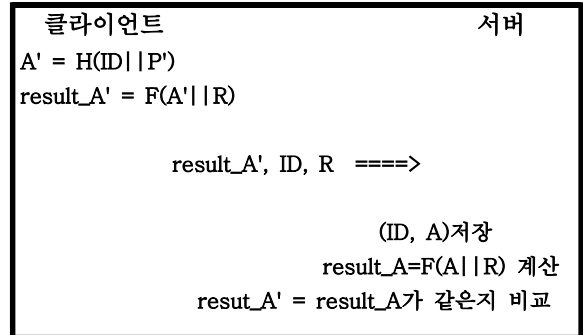 클라이언트 서버
A' = H(ID||P')
result_A' = F(A'||R)
result_A', ID, R ====>
(ID, A)저장
result_A=F(A||R) 계산
resut_A' = result_A가 같은지 비교